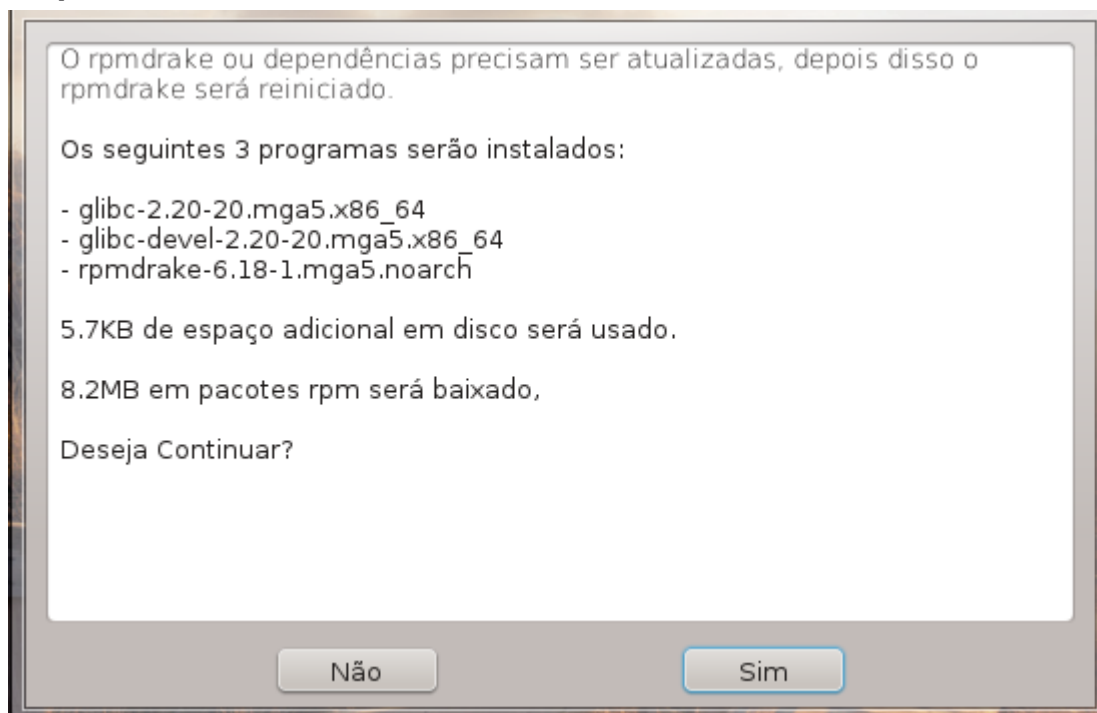 O rpmdrake ou dependências precisam ser atualizadas, depois disso o
rpmdrake será reiniciado.
Os seguintes 3 programas serão instalados:
- glibc-2.20-20.mga5.x86_64
- glibc-devel-2.20-20.mga5.x86_64
- rpmdrake-6.18-1.mga5.noarch
5.7KB de espaço adicional em disco será usado.
8.2MB em pacotes rpm será baixado,
Deseja Continuar?
Não
Sim